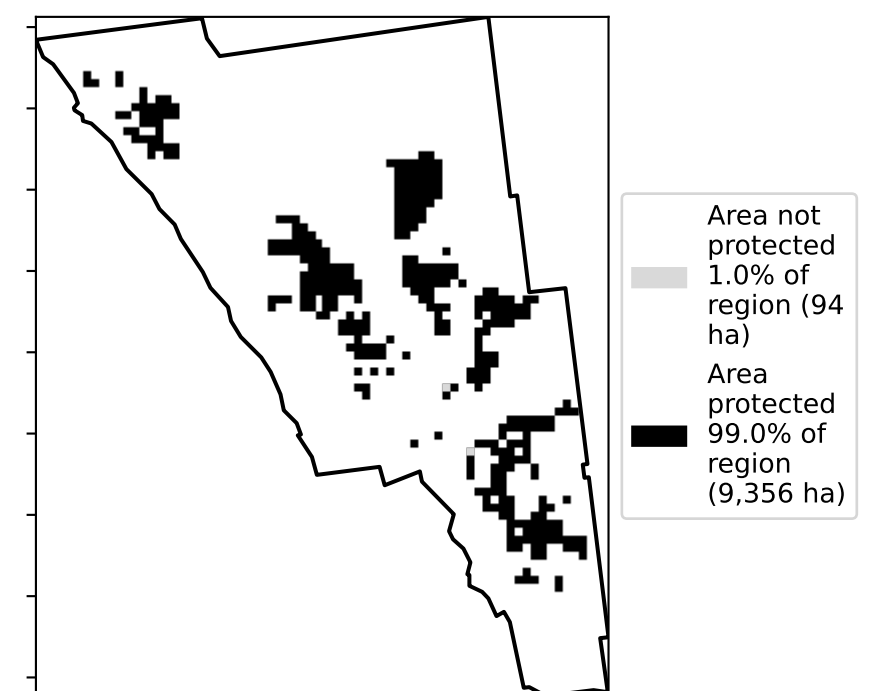 Area not
protected
1.0% of
region (94
ha)
Area
protected
99.0% of
region
(9,356 ha)